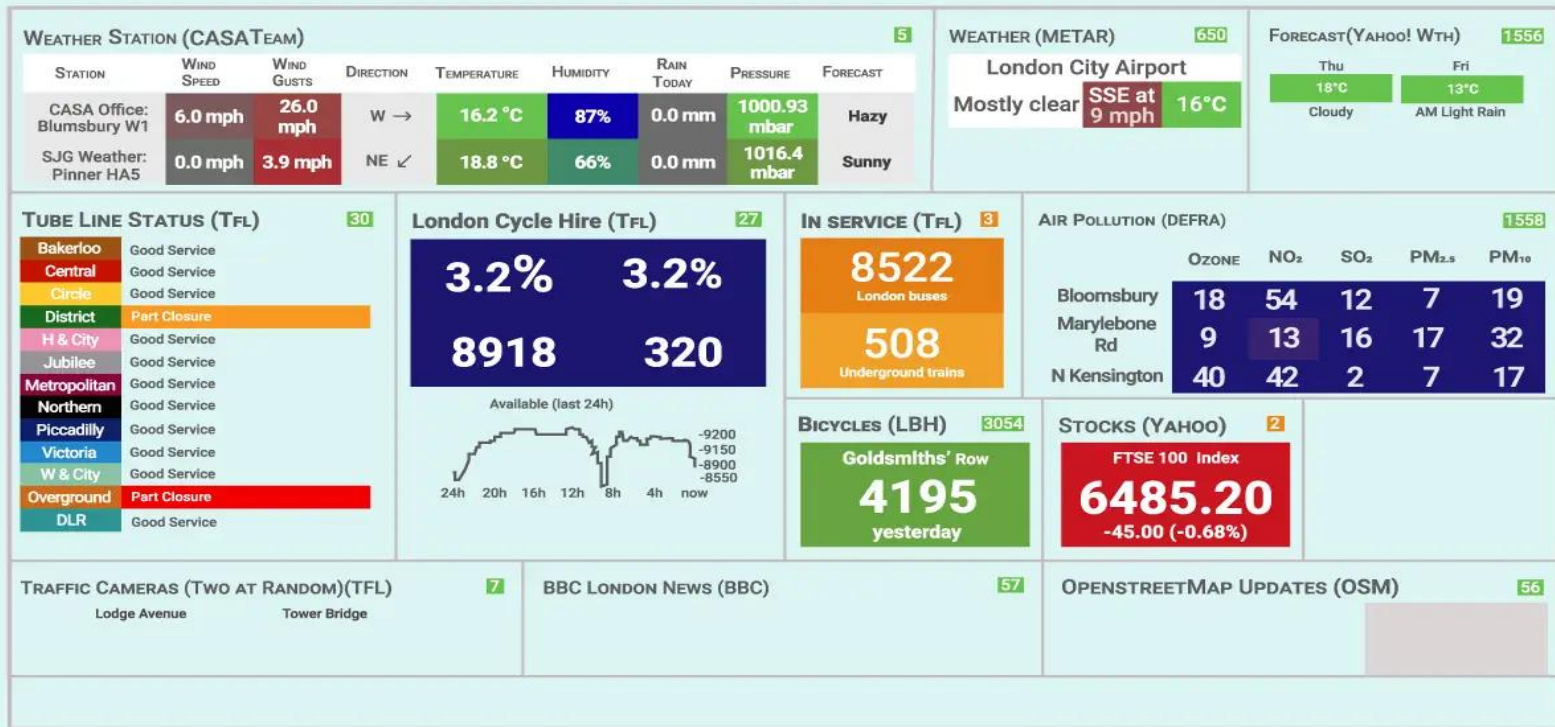 WEATHER STATION (CASATEAM) 5
STATION WIND SPEED WIND GUSTS DIRECTION TEMPERATURE HUMIDITY RAIN TODAY PRESSURE FORECAST
CASA Office: Blumsbury W1 6.0 mph 26.0 mph W → 16.2 °C 87% 0.0 mm 1000.93 mbar Hazy
SJG Weather: Pinner HA5 0.0 mph 3.9 mph NE ↙ 18.8 °C 66% 0.0 mm 1016.4 mbar Sunny
WEATHER (METAR) 650
London City Airport
Mostly clear SSE at 9 mph 16°C
FORECAST(YAHOO! WTH) 1556
Thu Fri
18°C 13°C
Cloudy AM Light Rain
TUBE LINE STATUS (TFL) 30
Bakerloo Good Service
Central Good Service
Circle Good Service
District Part Closure
H & City Good Service
Jubilee Good Service
Metropolitan Good Service
Northern Good Service
Piccadilly Good Service
Victoria Good Service
W & City Good Service
Overground Part Closure
DLR Good Service
London Cycle Hire (TFL) 27
3.2% 3.2%
8918 320
Available (last 24h)
-9200
-9150
-8900
-8550
24h 20h 16h 12h 8h 4h now
IN SERVICE (TFL) 3
8522
London buses
508
Underground trains
AIR POLLUTION (DEFRA) 1558
OZONE NO₂ SO₂ PM₂.₅ PM₁₀
Bloomsbury 18 54 12 7 19
Marylebone Rd 9 13 16 17 32
N Kensington 40 42 2 7 17
BICYCLES (LBH) 3054
Goldsmiths' Row
4195
yesterday
STOCKS (YAHOO) 2
FTSE 100 Index
6485.20
-45.00 (-0.68%)
TRAFFIC CAMERAS (TWO AT RANDOM)(TFL) 7
Lodge Avenue Tower Bridge
BBC LONDON NEWS (BBC) 57
OPENSTREETMAP UPDATES (OSM) 56